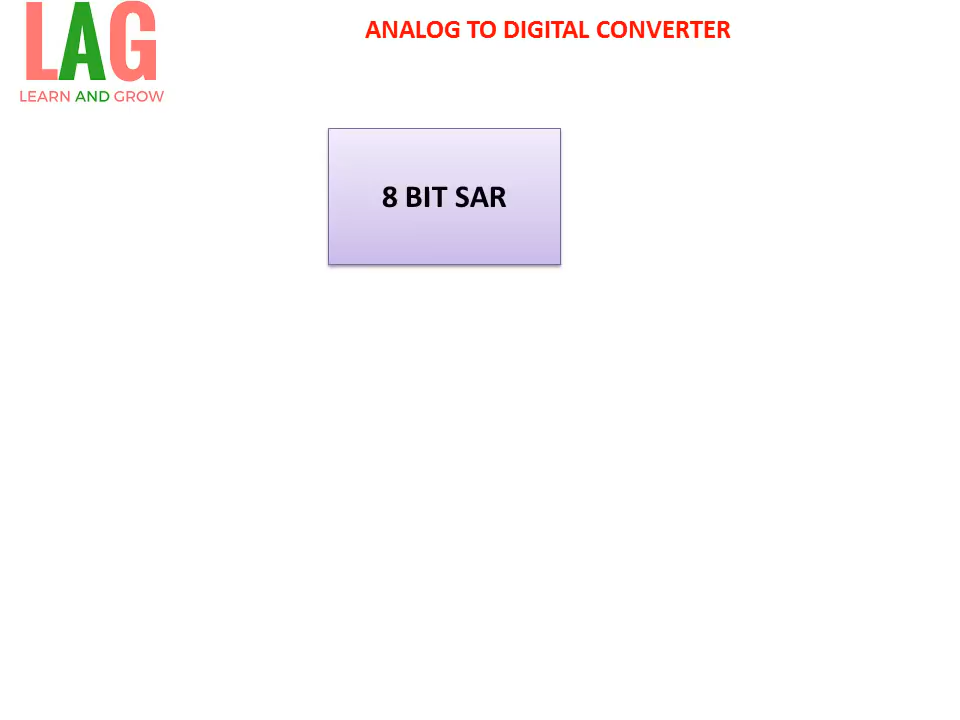 LAG
LEARN AND GROW
ANALOG TO DIGITAL CONVERTER
8 BIT SAR